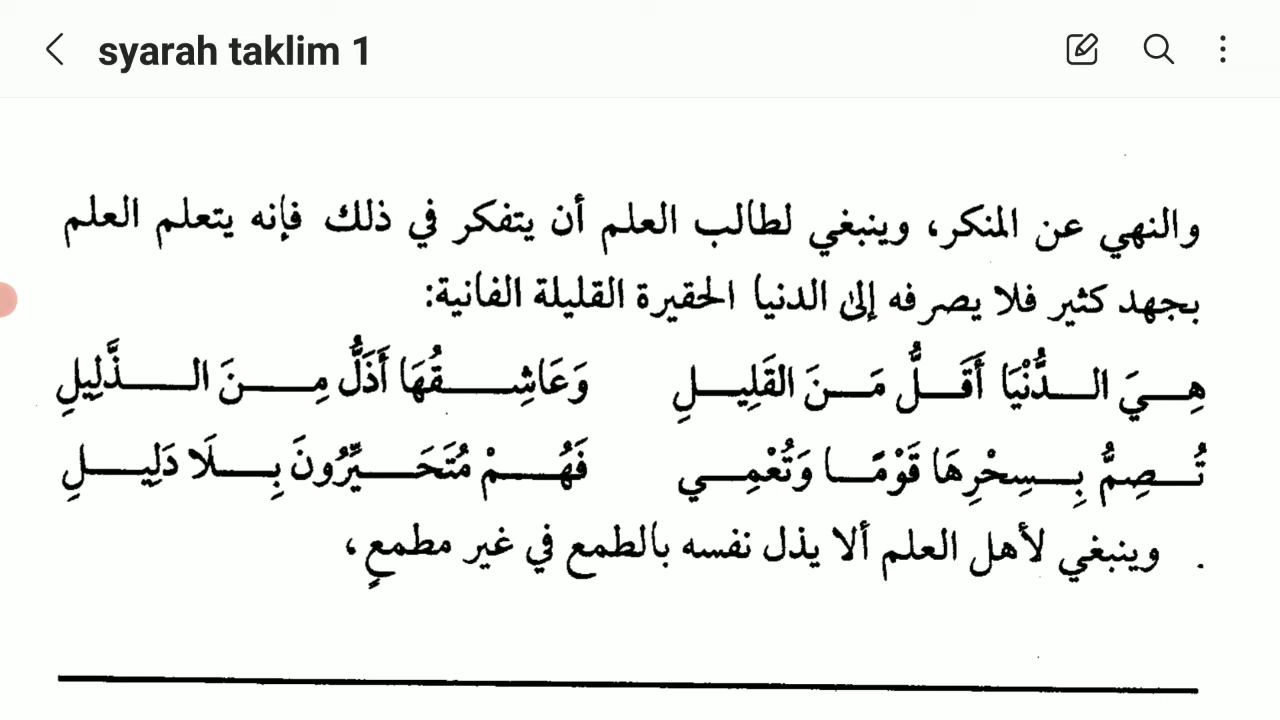 syarah taklim 1
والنهي عن المنكر، وينبغي لطالب العلم أن يتفكر في ذلك فإنه يتعلم العلم
بجهد كثير فلا يصرفه إلى الدنيا الحقيرة القليلة الفانية:
هِيَ الدُّنْيَا أَقَلُّ مَنَ القَلِيلِ وَعَاشِقُهَا أَذَلُّ مِنَ الذَّلِيلِ
تُصِمُّ بِسِحْرِهَا قَوْمًا وَتُعْمِي فَهُمْ مُتَحَيِّرُونَ بِلَا دَلِيلِ
. وينبغي لأهل العلم ألا يذل نفسه بالطمع في غير مطمعٍ،